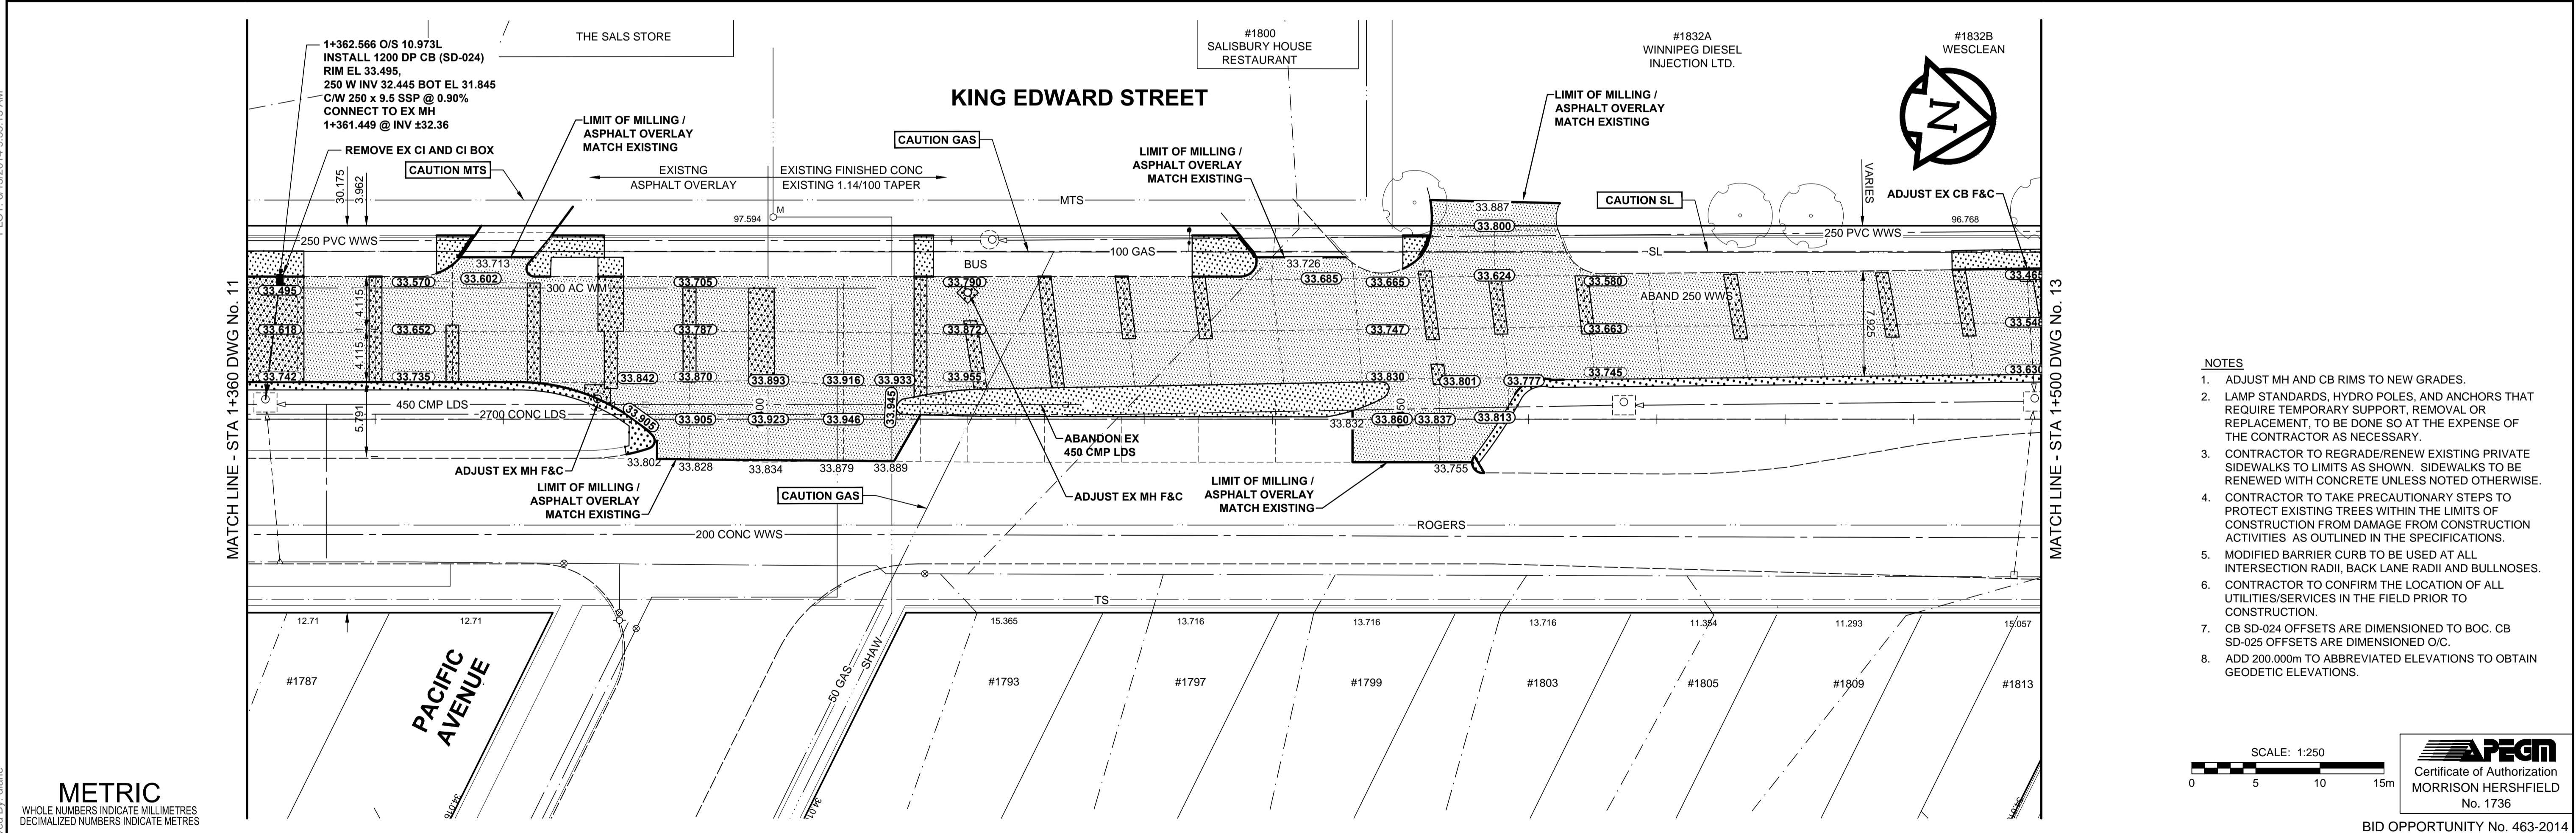 THE SALS STORE
#1800
SALISBURY HOUSE
RESTAURANT
#1832A
WINNIPEG DIESEL
INJECTION LTD.
#1832B
WESCLEAN
1+362.566 O/S 10.973L
INSTALL 1200 DP CB (SD-024)
RIM EL 33.495,
250 W INV 32.445 BOT EL 31.845
C/W 250 x 9.5 SSP @ 0.90%
CONNECT TO EX MH
1+361.449 @ INV ±32.36
REMOVE EX CI AND CI BOX
CAUTION MTS
LIMIT OF MILLING /
ASPHALT OVERLAY
MATCH EXISTING
KING EDWARD STREET
CAUTION GAS
LIMIT OF MILLING /
ASPHALT OVERLAY
MATCH EXISTING
LIMIT OF MILLING /
ASPHALT OVERLAY
MATCH EXISTING
N
EXISTNG
ASPHALT OVERLAY
EXISTING FINISHED CONC
EXISTING 1.14/100 TAPER
30.175
3.962
MTS
CAUTION SL
VARIES
ADJUST EX CB F&C
97.594
M
96.768
33.887
33.800
250 PVC WWS
250 PVC WWS
100 GAS
SL
BUS
33.713
33.726
33.495
33.570
33.602
33.705
33.790
33.685
33.665
33.624
33.580
33.465
300 AC WM
ABAND 250 WWS
4.115
7.925
33.618
33.652
33.787
33.872
33.747
33.663
33.548
4.115
33.742
33.735
33.842
33.870
33.893
33.916
33.933
33.955
33.830
33.801
33.777
33.745
33.630
450 CMP LDS
2700 CONC LDS
5.791
33.905
33.905
33.923
33.946
33.945
33.832
33.860
33.837
33.813
ABANDON EX
450 CMP LDS
33.802
33.828
33.834
33.879
33.889
33.755
ADJUST EX MH F&C
LIMIT OF MILLING /
ASPHALT OVERLAY
MATCH EXISTING
CAUTION GAS
ADJUST EX MH F&C
LIMIT OF MILLING /
ASPHALT OVERLAY
MATCH EXISTING
ROGERS
200 CONC WWS
TS
12.71
12.71
15.365
13.716
13.716
13.716
11.354
11.293
15.057
PACIFIC
AVENUE
50 GAS
SHAW
#1787
#1793
#1797
#1799
#1803
#1805
#1809
#1813
MATCH LINE - STA 1+360 DWG No. 11
MATCH LINE - STA 1+500 DWG No. 13
NOTES
1. ADJUST MH AND CB RIMS TO NEW GRADES.
2. LAMP STANDARDS, HYDRO POLES, AND ANCHORS THAT
REQUIRE TEMPORARY SUPPORT, REMOVAL OR
REPLACEMENT, TO BE DONE SO AT THE EXPENSE OF
THE CONTRACTOR AS NECESSARY.
3. CONTRACTOR TO REGRADE/RENEW EXISTING PRIVATE
SIDEWALKS TO LIMITS AS SHOWN. SIDEWALKS TO BE
RENEWED WITH CONCRETE UNLESS NOTED OTHERWISE.
4. CONTRACTOR TO TAKE PRECAUTIONARY STEPS TO
PROTECT EXISTING TREES WITHIN THE LIMITS OF
CONSTRUCTION FROM DAMAGE FROM CONSTRUCTION
ACTIVITIES AS OUTLINED IN THE SPECIFICATIONS.
5. MODIFIED BARRIER CURB TO BE USED AT ALL
INTERSECTION RADII, BACK LANE RADII AND BULLNOSES.
6. CONTRACTOR TO CONFIRM THE LOCATION OF ALL
UTILITIES/SERVICES IN THE FIELD PRIOR TO
CONSTRUCTION.
7. CB SD-024 OFFSETS ARE DIMENSIONED TO BOC. CB
SD-025 OFFSETS ARE DIMENSIONED O/C.
8. ADD 200.000m TO ABBREVIATED ELEVATIONS TO OBTAIN
GEODETIC ELEVATIONS.
SCALE: 1:250
0 5 10 15m
APEGM
Certificate of Authorization
MORRISON HERSHFIELD
No. 1736
METRIC
WHOLE NUMBERS INDICATE MILLIMETRES
DECIMALIZED NUMBERS INDICATE METRES
BID OPPORTUNITY No. 463-2014